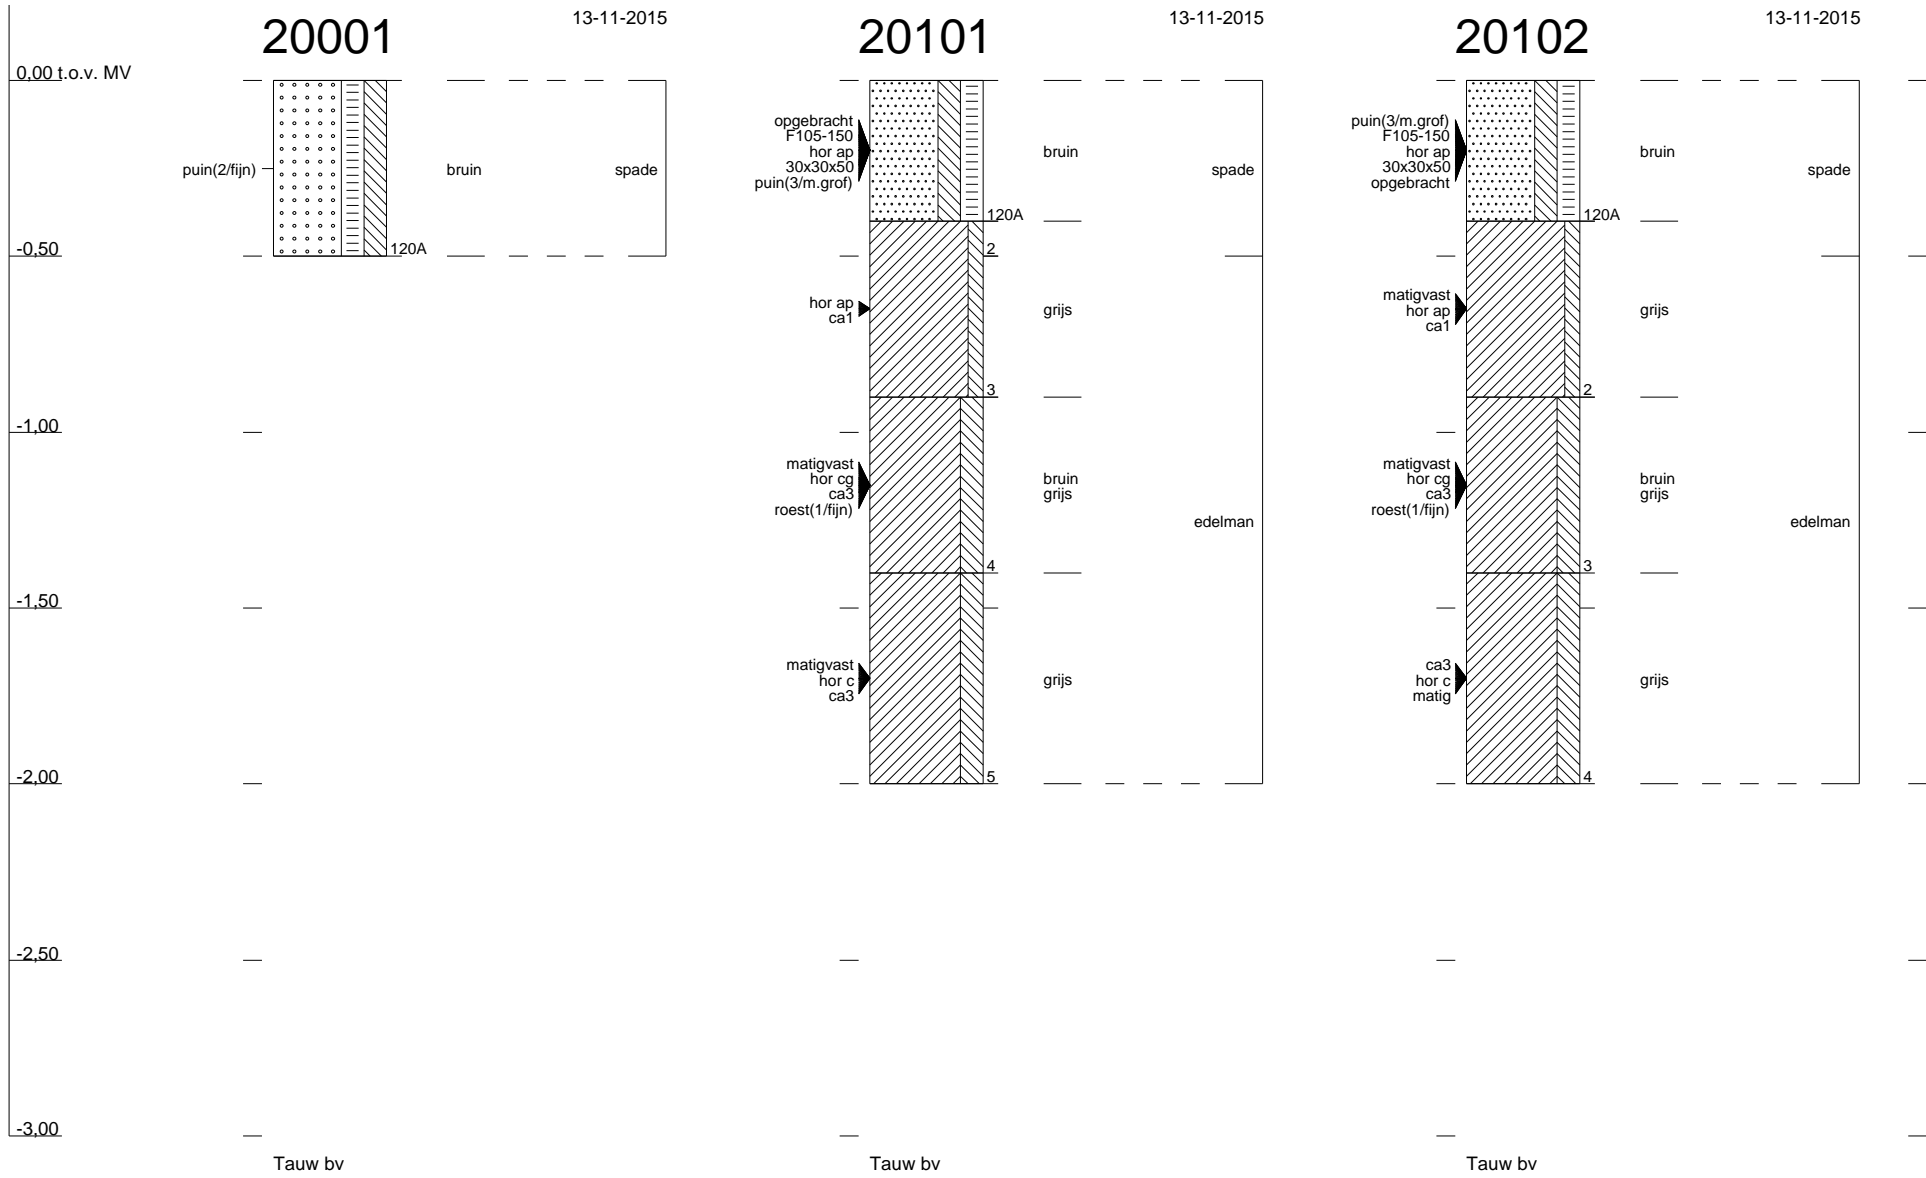 20001
13-11-2015
20101
13-11-2015
20102
13-11-2015
0,00 t.o.v. MV
-0,50
-1,00
-1,50
-2,00
-2,50
-3,00
puin(2/fijn)
bruin
spade
120A
Tauw bv
opgebracht
F105-150
hor ap
30x30x50
puin(3/m.grof)
bruin
spade
120A
2
hor ap
ca1
grijs
3
matigvast
hor cg
ca3
roest(1/fijn)
bruin
grijs
edelman
4
matigvast
hor c
ca3
grijs
5
Tauw bv
puin(3/m.grof)
F105-150
hor ap
30x30x50
opgebracht
bruin
spade
120A
matigvast
hor ap
ca1
grijs
2
matigvast
hor cg
ca3
roest(1/fijn)
bruin
grijs
edelman
3
ca3
hor c
matig
grijs
4
Tauw bv